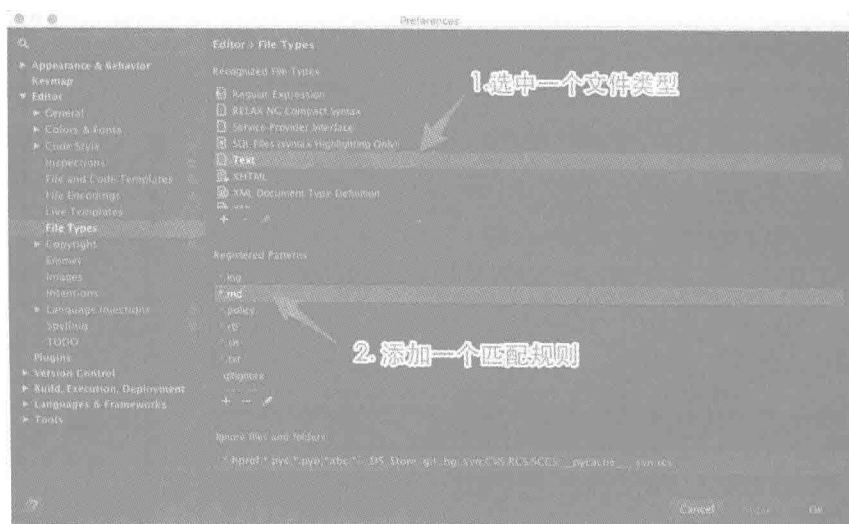 Preferences
Editor > File Types
Appearance & Behavior
Keymap
Editor
General
Colors & Fonts
Code Style
Inspections
File and Code Templates
File Encodings
Live Templates
File Types
Copyright
Emmet
Images
Intentions
Language Injections
Spelling
TODO
Plugins
Version Control
Build, Execution, Deployment
Languages & Frameworks
Tools
Recognized File Types
Regular Expression
RELAX NG Compact Syntax
Service Provider Interface
SQL Files (Syntax Highlighting Only)
Text
XHTML
XML Document Type Definition
1.选中一个文件类型
Registered Patterns
*.log
*.md
*.policy
*.rb
*.sh
*.txt
.gitignore
2. 添加一个匹配规则
Ignore files and folders
Cancel
OK